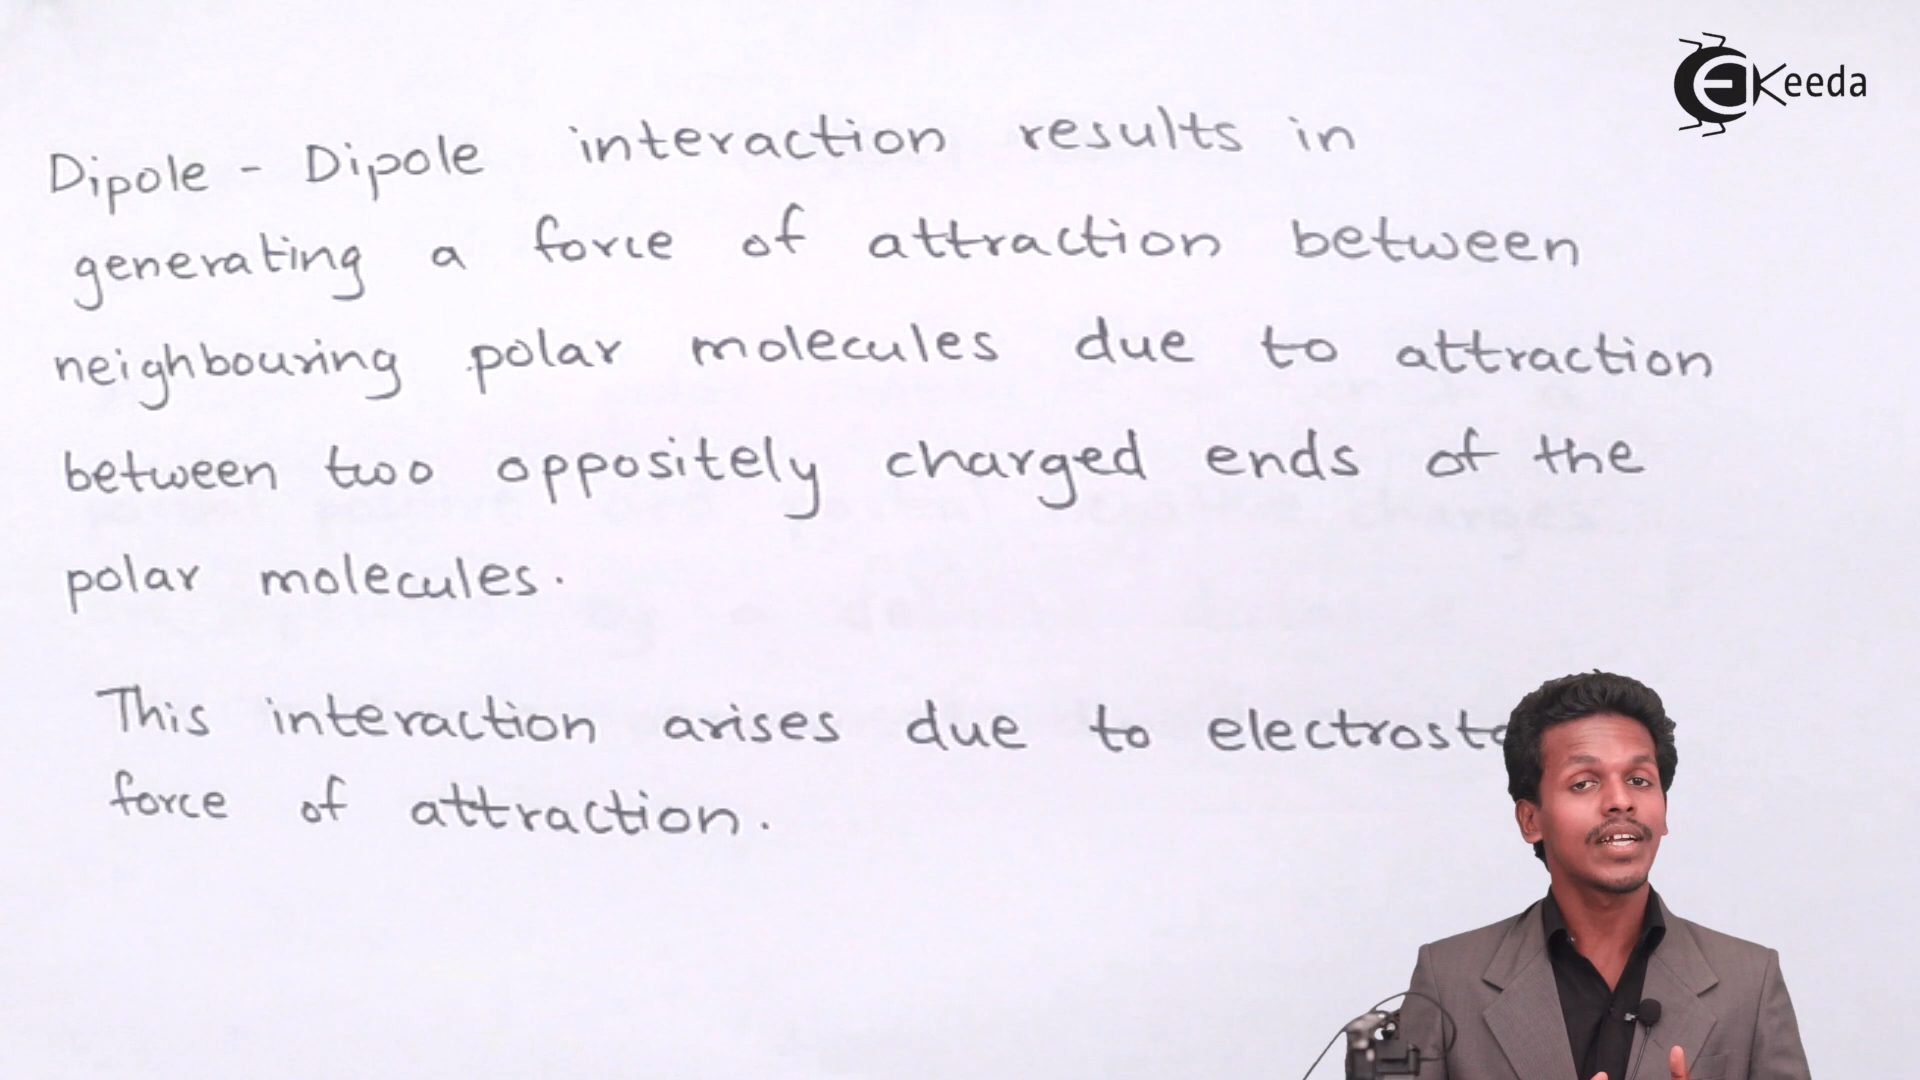 EKeeda
Dipole - Dipole interaction results in
generating a force of attraction between
neighbouring polar molecules due to attraction
between two oppositely charged ends of the
polar molecules.
This interaction arises due to
force of attraction.